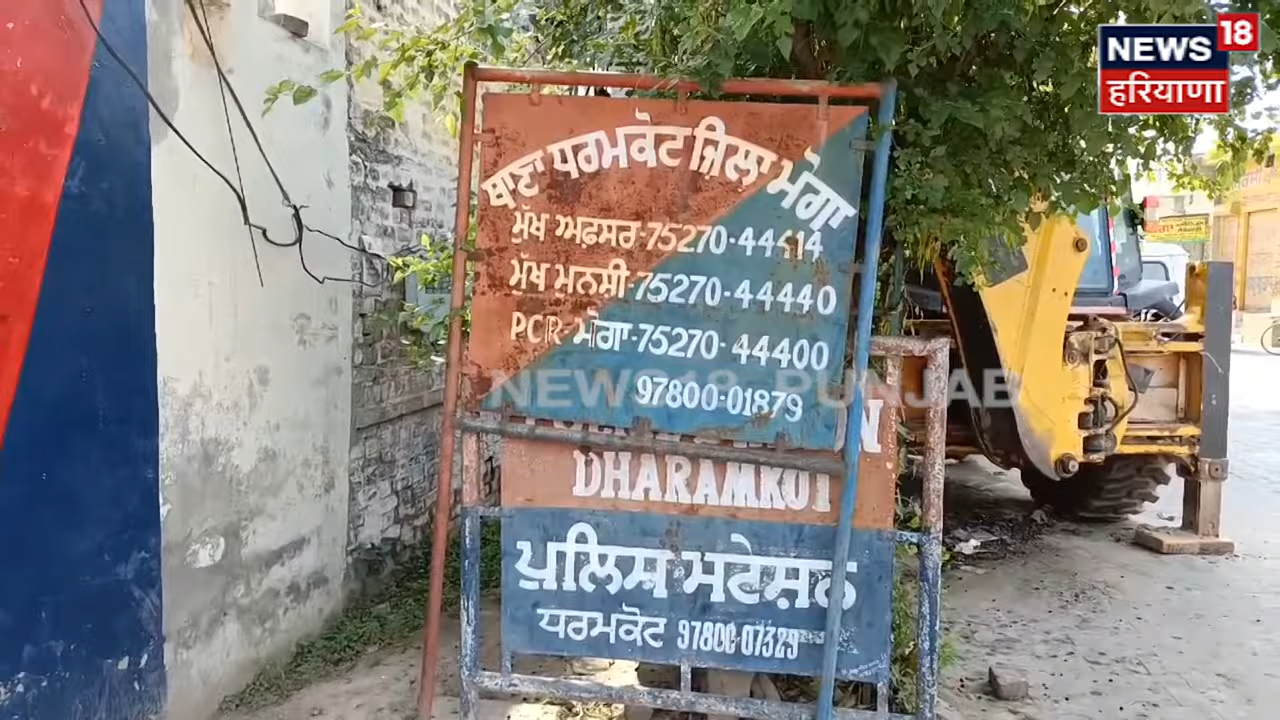 NEWS 18
हरियाणा
ਥਾਣਾ ਧਰਮਕੋਟ ਜ਼ਿਲਾ ਮੋਗਾ
ਮੁੱਖ ਅਫ਼ਸਰ-75270-44414
ਮੁੱਖ ਮਨਸ਼ੀ-75270-44440
PCR-ਮੋਗਾ-75270-44400
97800-01879
NEWS18 PUNJAB
DHARAMKOT
ਪੁਲਿਸ ਸਟੇਸ਼ਨ
ਧਰਮਕੋਟ 97800-07329